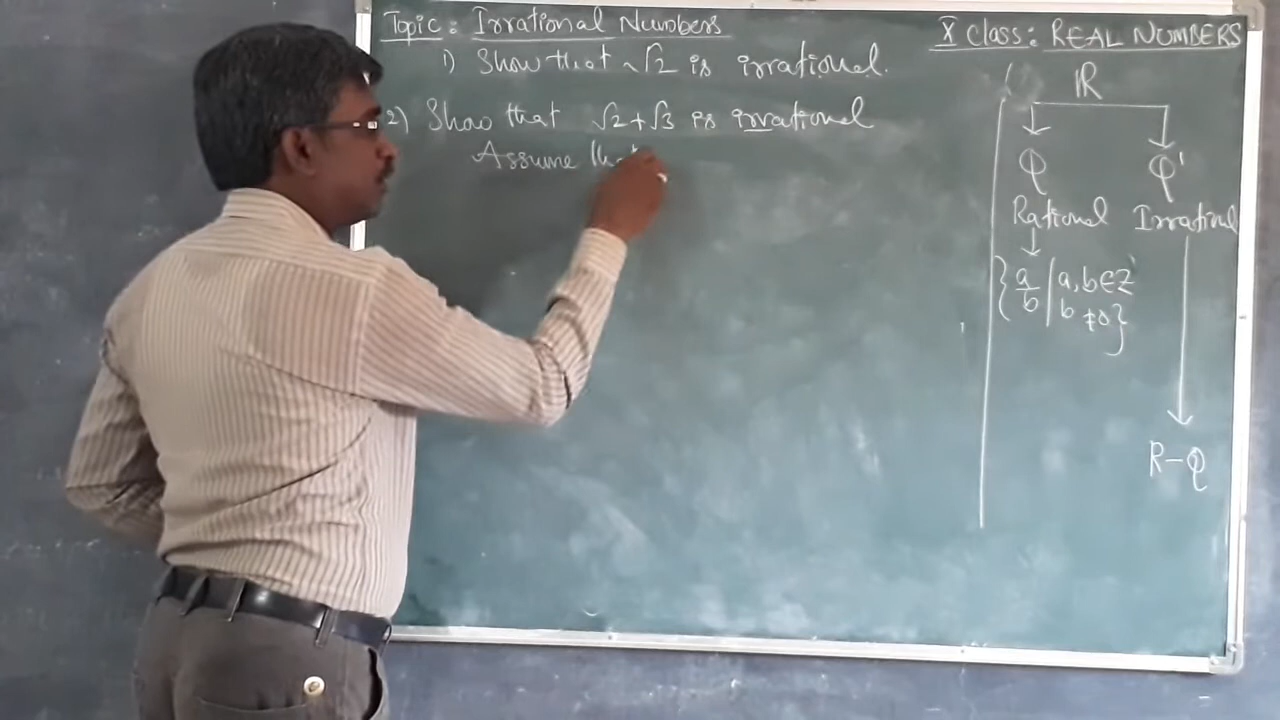 Topic: Irrational Numbers
1) Show that √2 is irrational.
2) Show that √2+√3 is irrational
Assume that
X Class: REAL NUMBERS
R
Q Q'
Rational Irrational
{a/b | a,b∈Z
b≠0}
R-Q